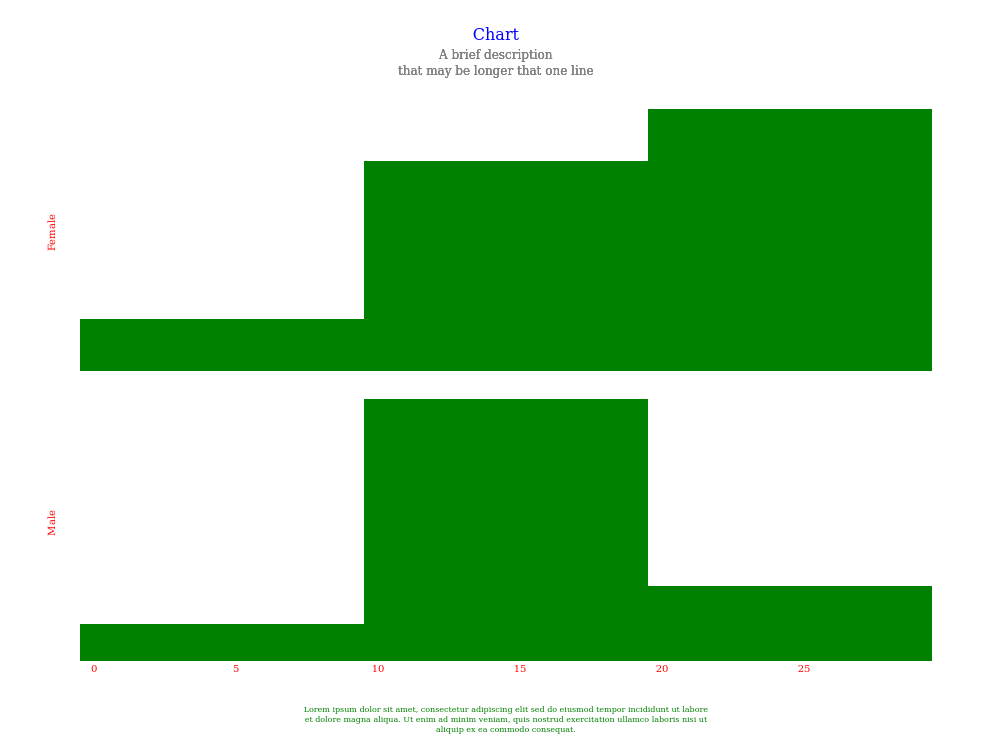 Chart
A brief description
that may be longer that one line
Female
Male
0 5 10 15 20 25
Lorem ipsum dolor sit amet, consectetur adipiscing elit sed do eiusmod tempor incididunt ut labore
et dolore magna aliqua. Ut enim ad minim veniam, quis nostrud exercitation ullamco laboris nisi ut
aliquip ex ea commodo consequat.